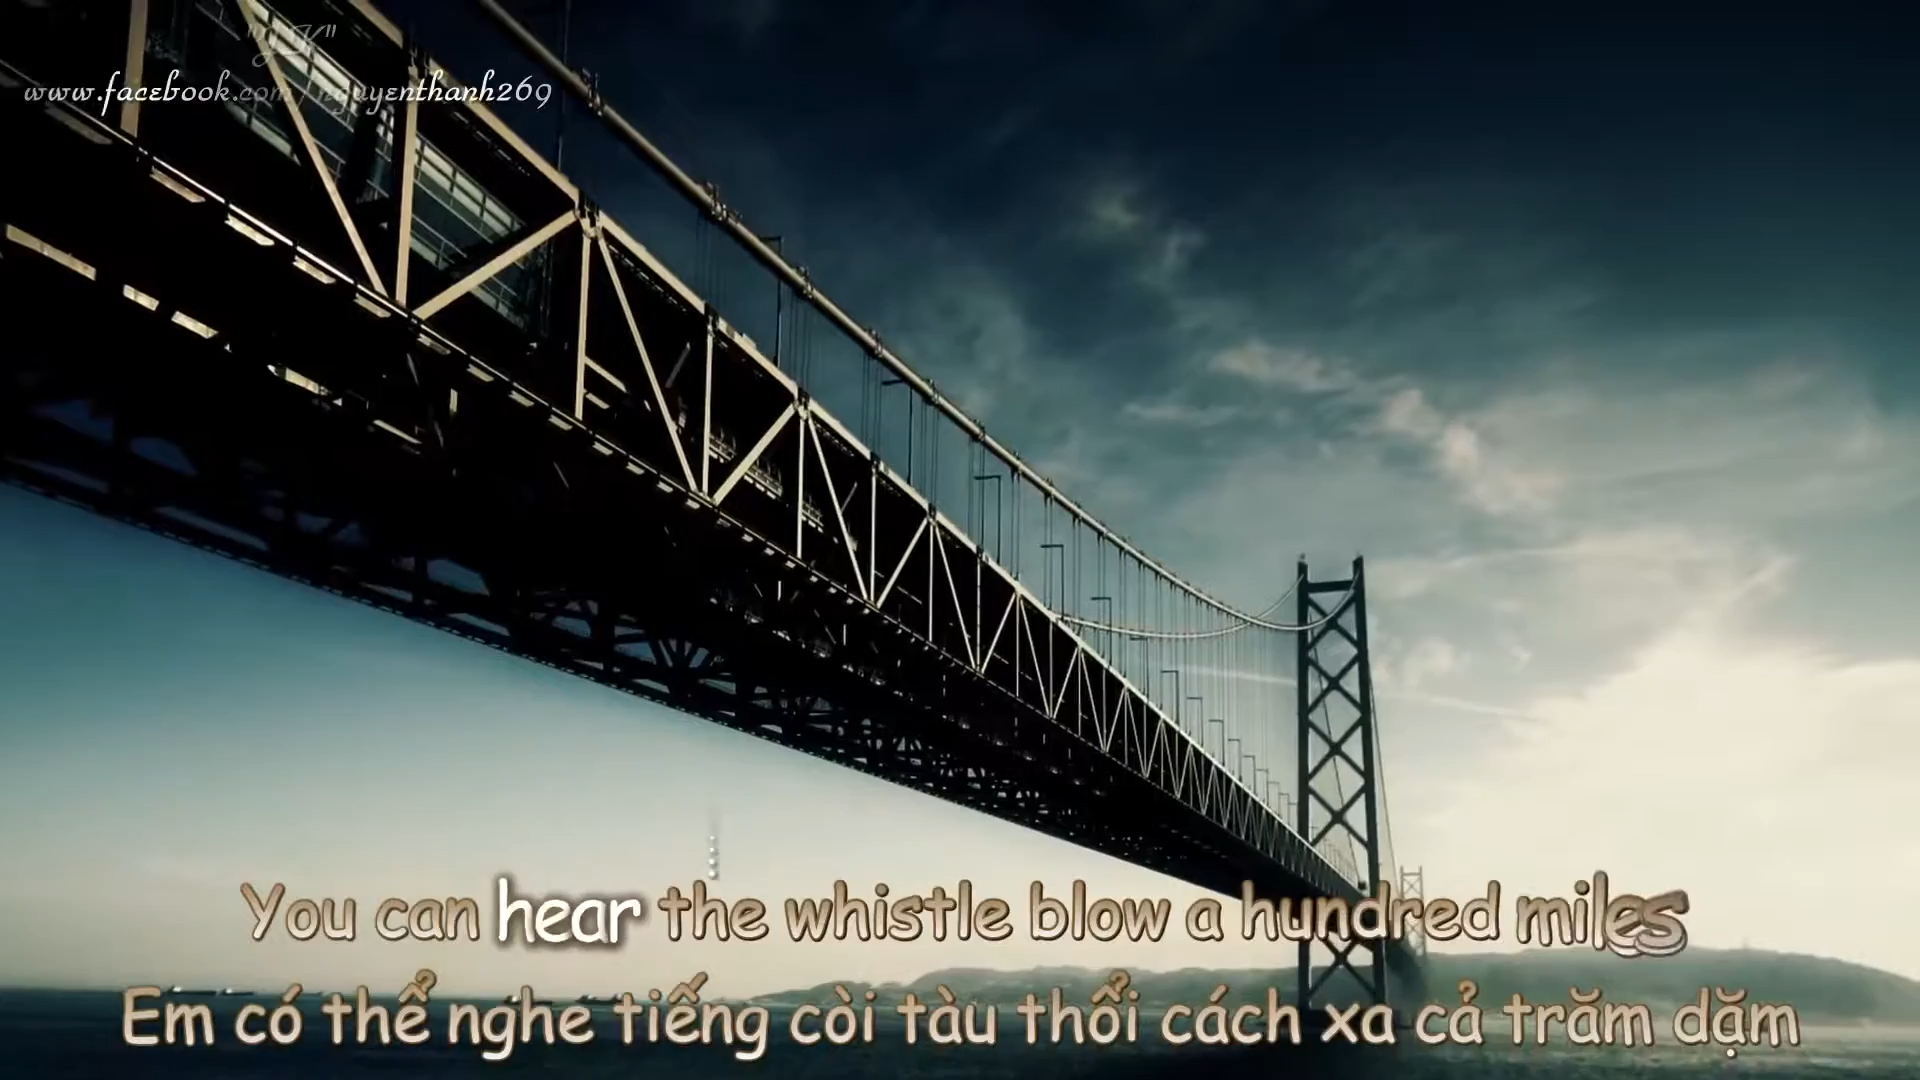 www.facebook.com/nguyenthanh269
You can hear the whistle blow a hundred miles
Em có thể nghe tiếng còi tàu thổi cách xa cả trăm dặm